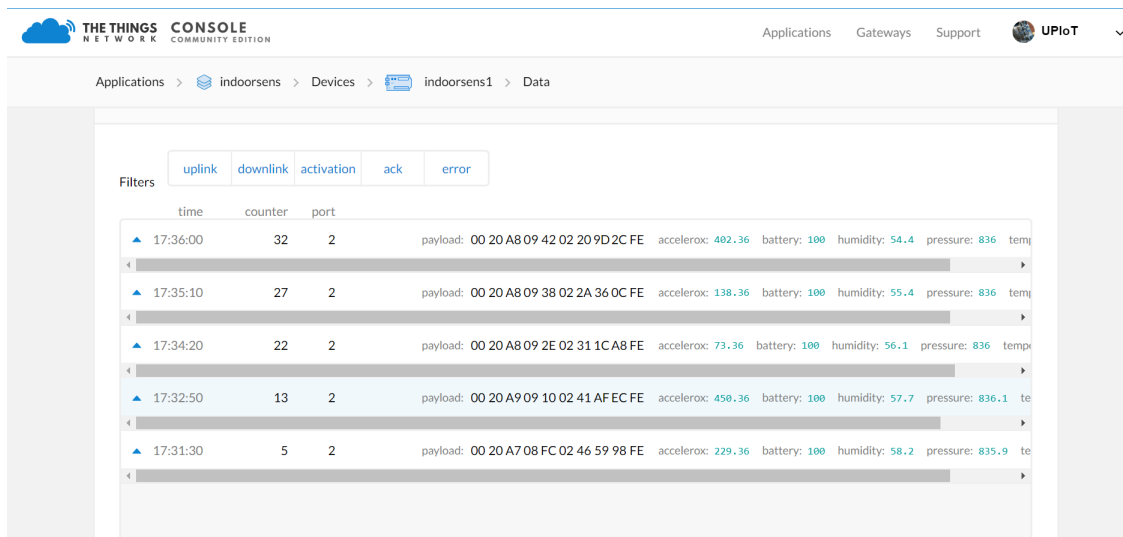 THE THINGS CONSOLE
NETWORK COMMUNITY EDITION
Applications Gateways Support UPIoT
Applications > indoorsens > Devices > indoorsens1 > Data
Filters uplink downlink activation ack error
time counter port
17:36:00 32 2 payload: 00 20 A8 09 42 02 20 9D 2C FE accelerox: 402.36 battery: 100 humidity: 54.4 pressure: 836 temp
17:35:10 27 2 payload: 00 20 A8 09 38 02 2A 36 0C FE accelerox: 138.36 battery: 100 humidity: 55.4 pressure: 836 temp
17:34:20 22 2 payload: 00 20 A8 09 2E 02 31 1C A8 FE accelerox: 73.36 battery: 100 humidity: 56.1 pressure: 836 tempe
17:32:50 13 2 payload: 00 20 A9 09 10 02 41 AF EC FE accelerox: 450.36 battery: 100 humidity: 57.7 pressure: 836.1 te
17:31:30 5 2 payload: 00 20 A7 08 FC 02 46 59 98 FE accelerox: 229.36 battery: 100 humidity: 58.2 pressure: 835.9 te